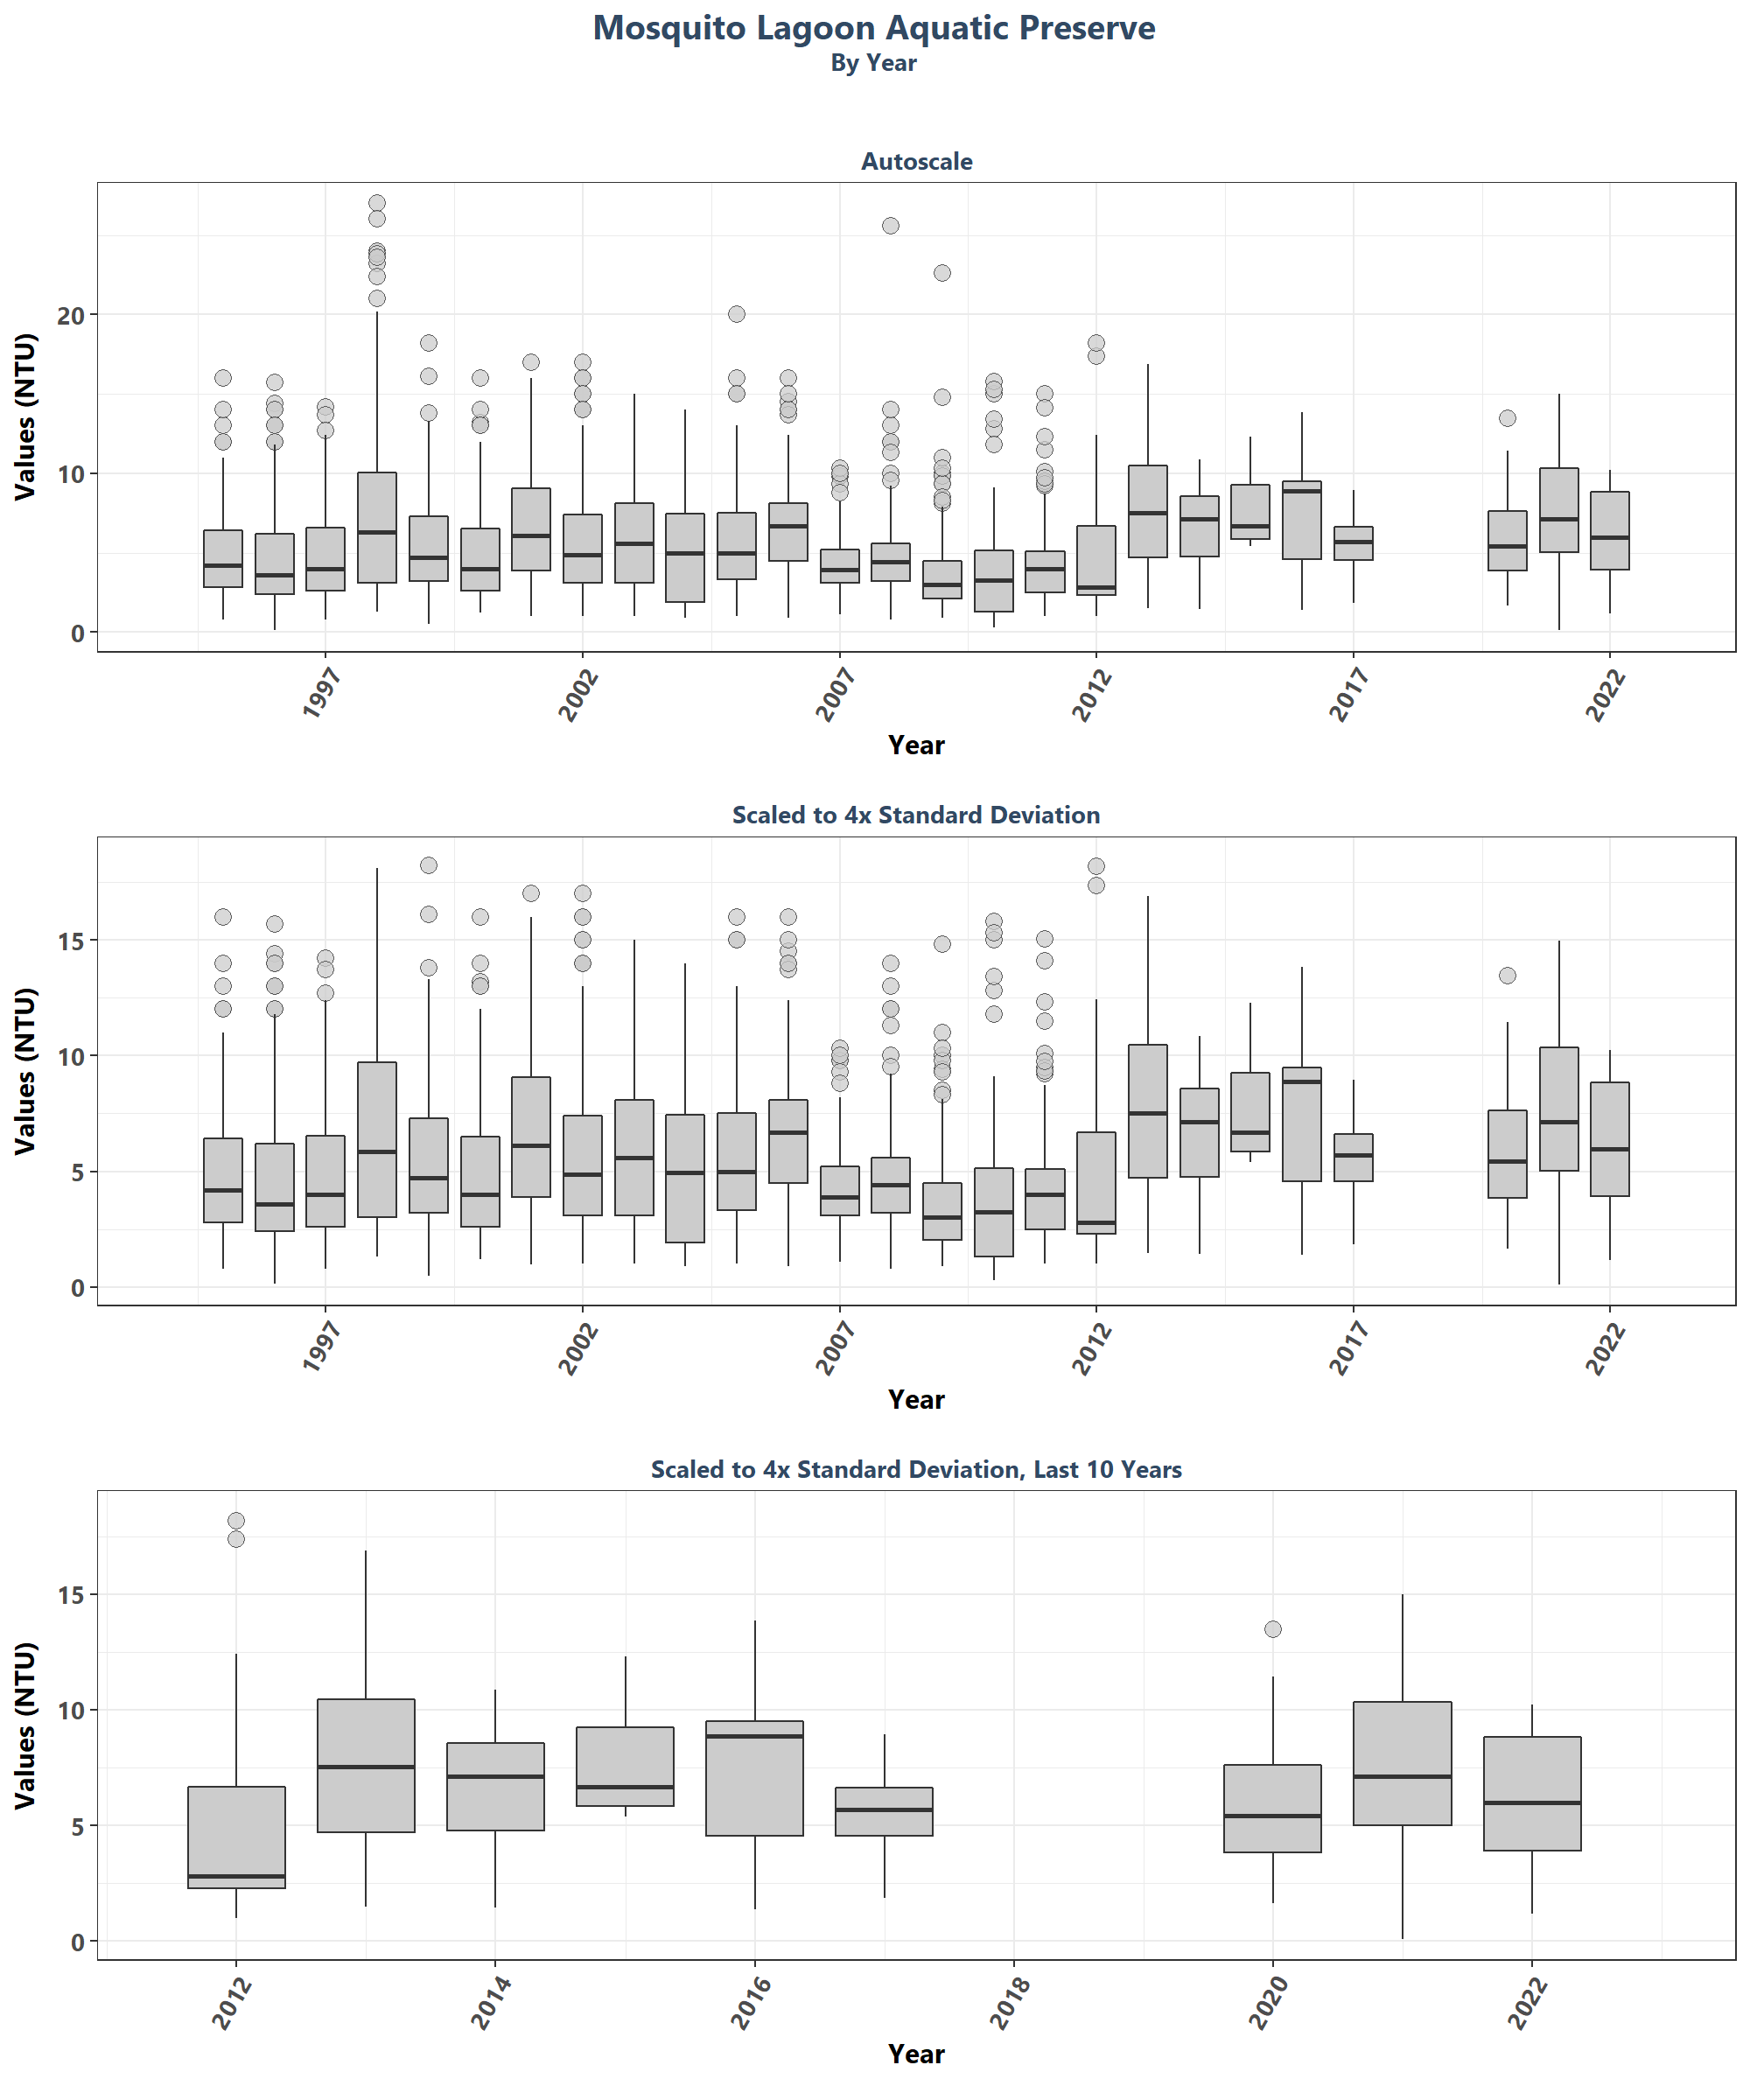 Mosquito Lagoon Aquatic Preserve
By Year
Autoscale
Values (NTU)
20
10
0
1997 2002 2007 2012 2017 2022
Year
Scaled to 4x Standard Deviation
Values (NTU)
15
10
5
0
1997 2002 2007 2012 2017 2022
Year
Scaled to 4x Standard Deviation, Last 10 Years
Values (NTU)
15
10
5
0
2012 2014 2016 2018 2020 2022
Year